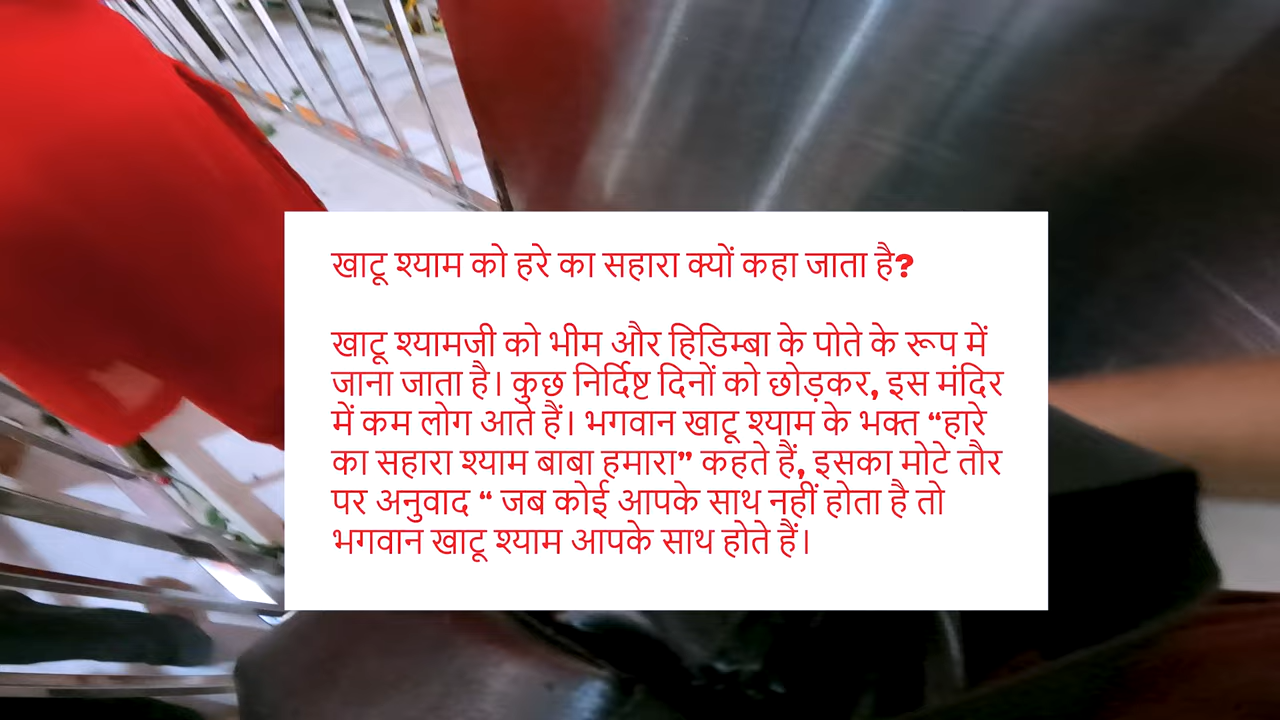 खाटू श्याम को हरे का सहारा क्यों कहा जाता है?
खाटू श्यामजी को भीम और हिडिम्बा के पोते के रूप में
जाना जाता है। कुछ निर्दिष्ट दिनों को छोड़कर, इस मंदिर
में कम लोग आते हैं। भगवान खाटू श्याम के भक्त “हारे
का सहारा श्याम बाबा हमारा” कहते हैं, इसका मोटे तौर
पर अनुवाद “ जब कोई आपके साथ नहीं होता है तो
भगवान खाटू श्याम आपके साथ होते हैं।